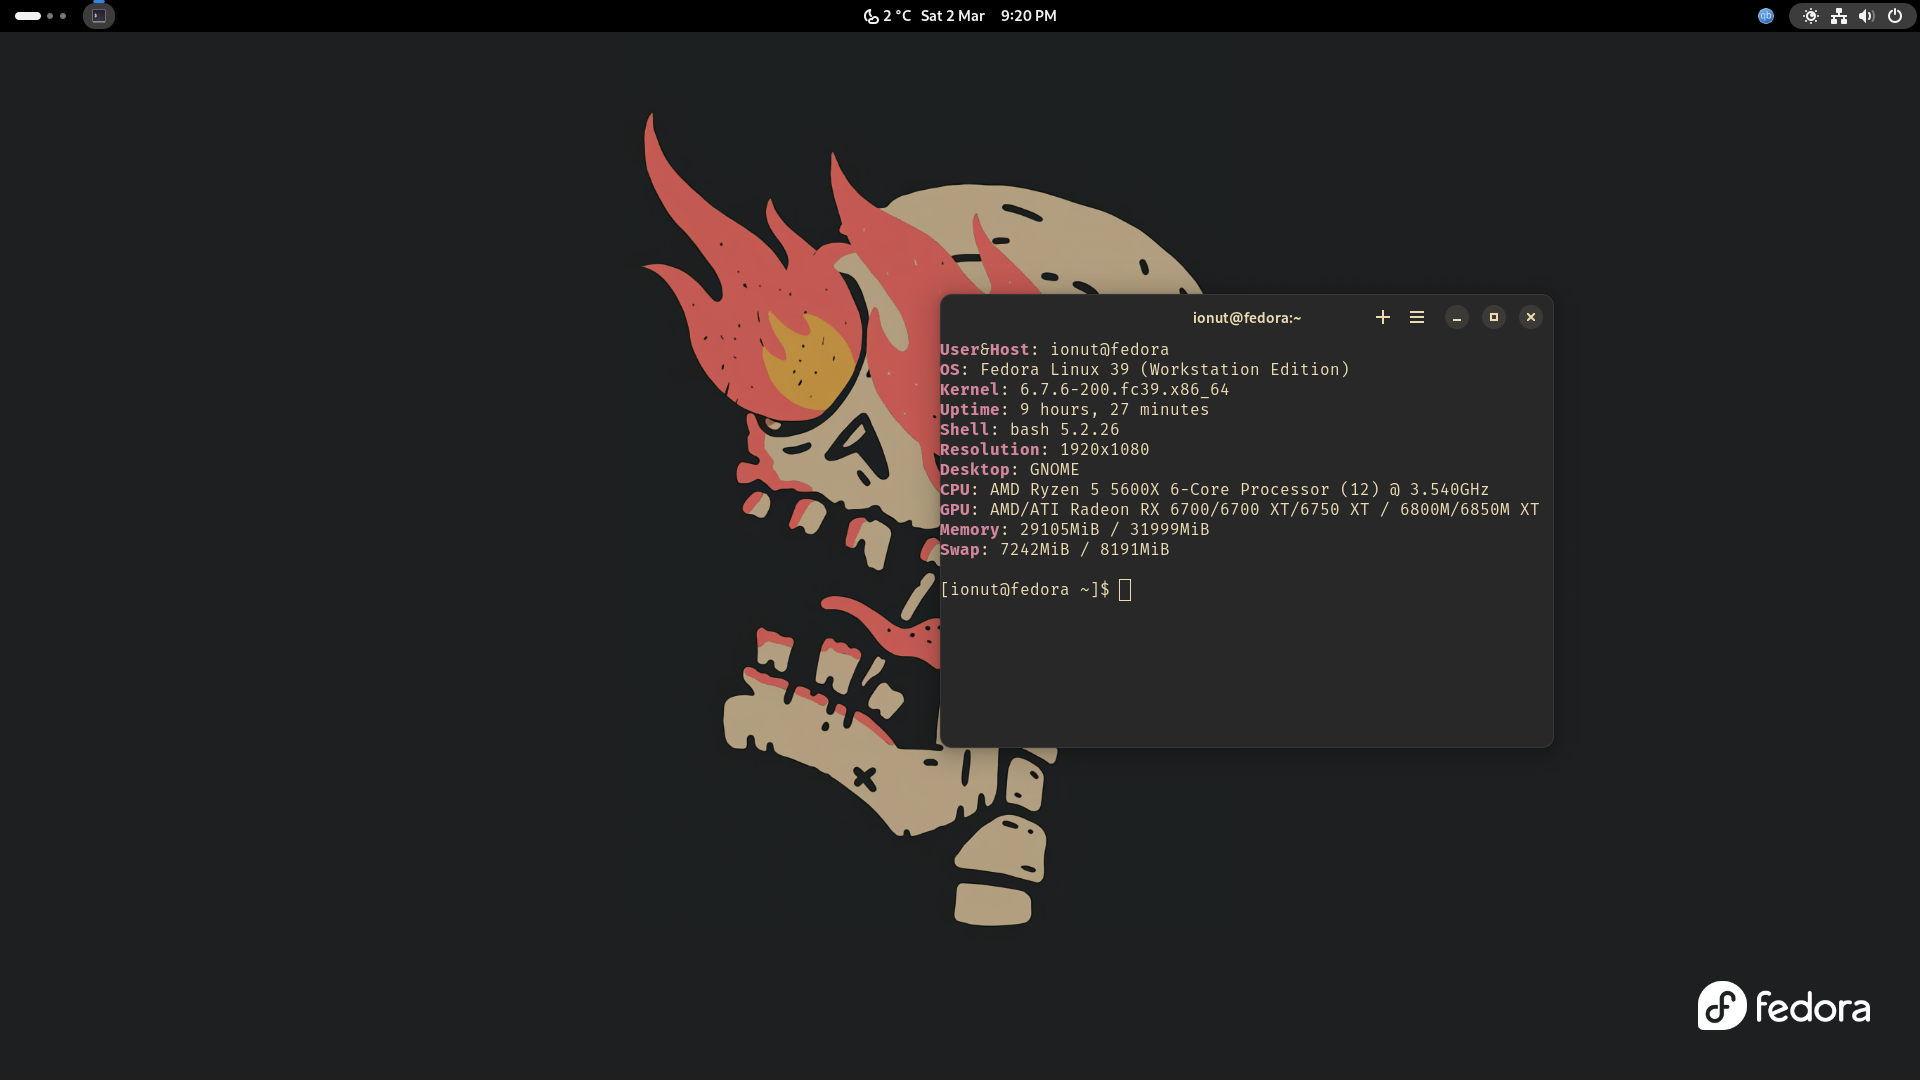 2 °C Sat 2 Mar 9:20 PM
qb
ionut@fedora:~
User&Host: ionut@fedora
OS: Fedora Linux 39 (Workstation Edition)
Kernel: 6.7.6-200.fc39.x86_64
Uptime: 9 hours, 27 minutes
Shell: bash 5.2.26
Resolution: 1920x1080
Desktop: GNOME
CPU: AMD Ryzen 5 5600X 6-Core Processor (12) @ 3.540GHz
GPU: AMD/ATI Radeon RX 6700/6700 XT/6750 XT / 6800M/6850M XT
Memory: 29105MiB / 31999MiB
Swap: 7242MiB / 8191MiB
[ionut@fedora ~]$
fedora